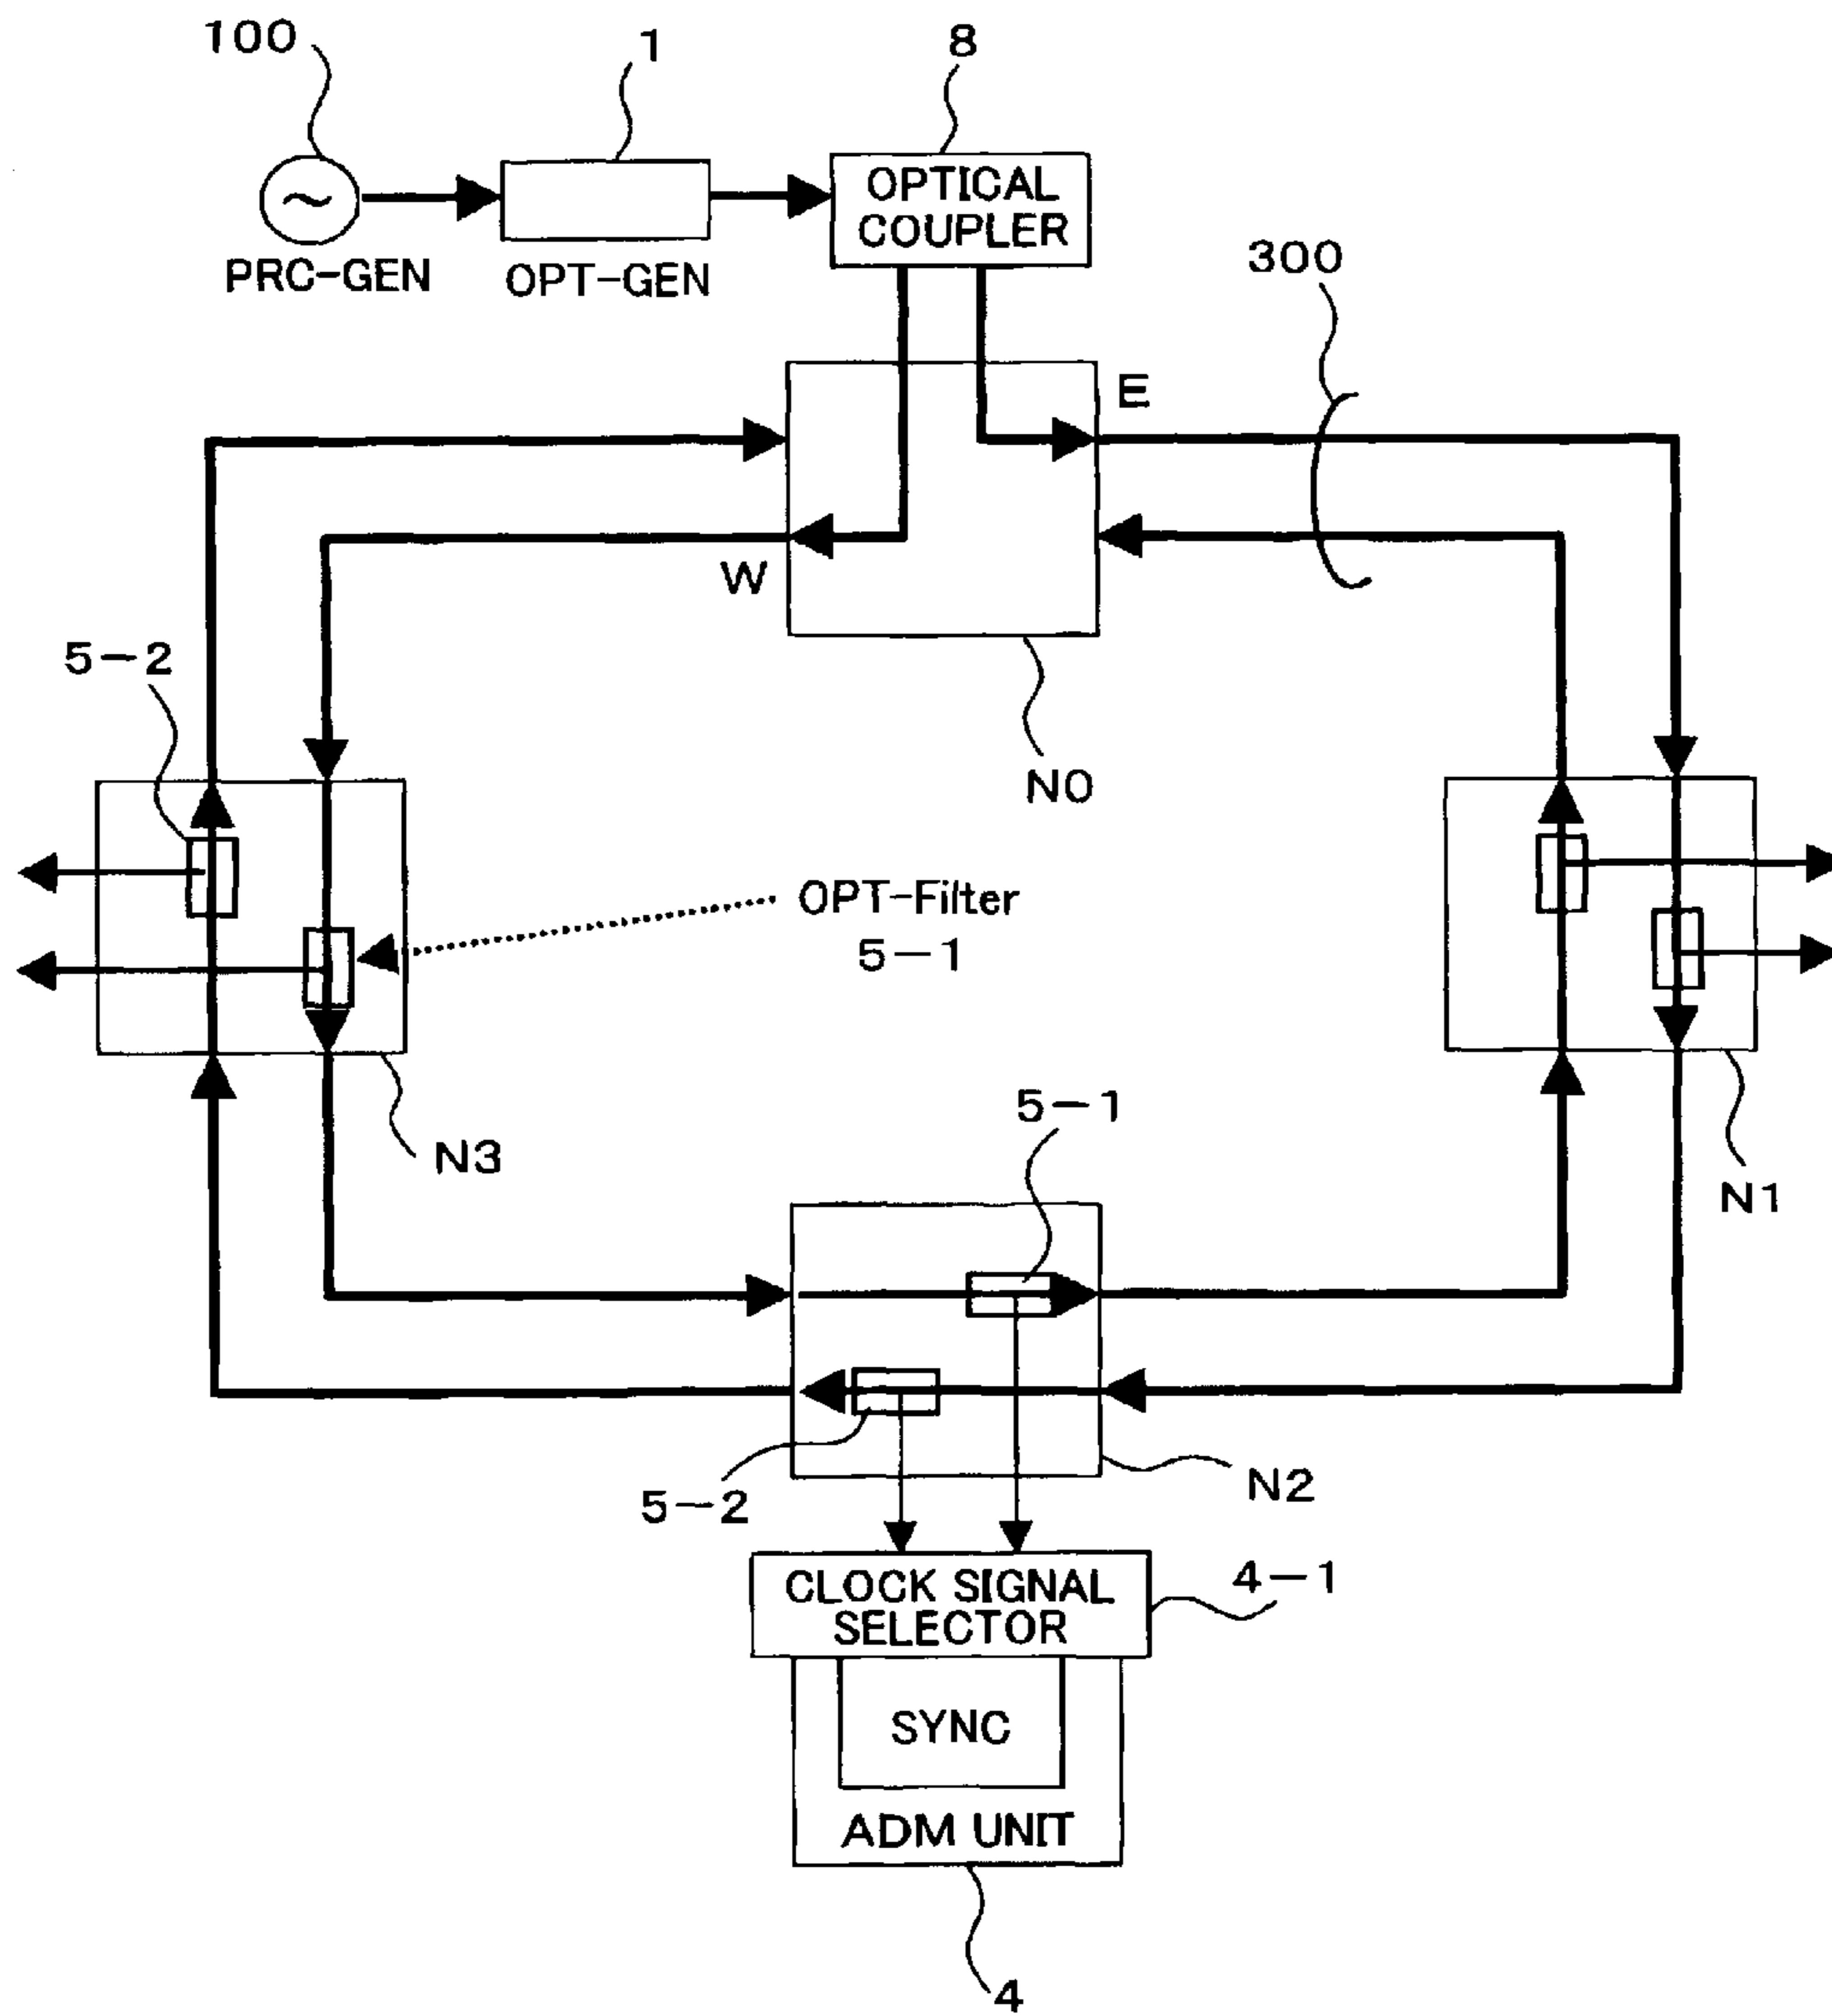 100
1
8
OPTICAL
COUPLER
PRC-GEN
OPT-GEN
300
E
W
5-2
N0
OPT-Filter
5-1
5-1
N3
N1
5-2
N2
CLOCK SIGNAL
SELECTOR
4-1
SYNC
ADM UNIT
4